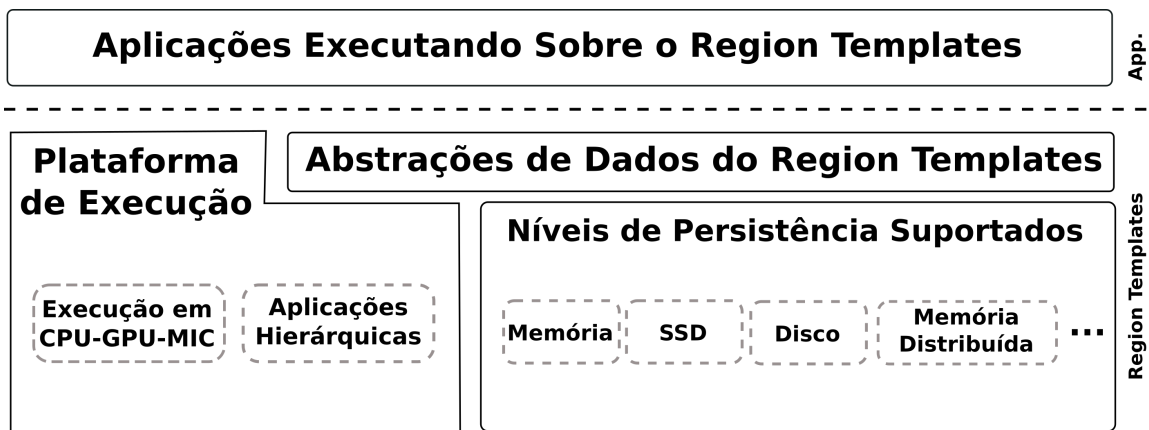 Aplicações Executando Sobre o Region Templates
App.
Plataforma
de Execução
Abstrações de Dados do Region Templates
Níveis de Persistência Suportados
Execução em
CPU-GPU-MIC
Aplicações
Hierárquicas
Memória
SSD
Disco
Memória
Distribuída
...
Region Templates